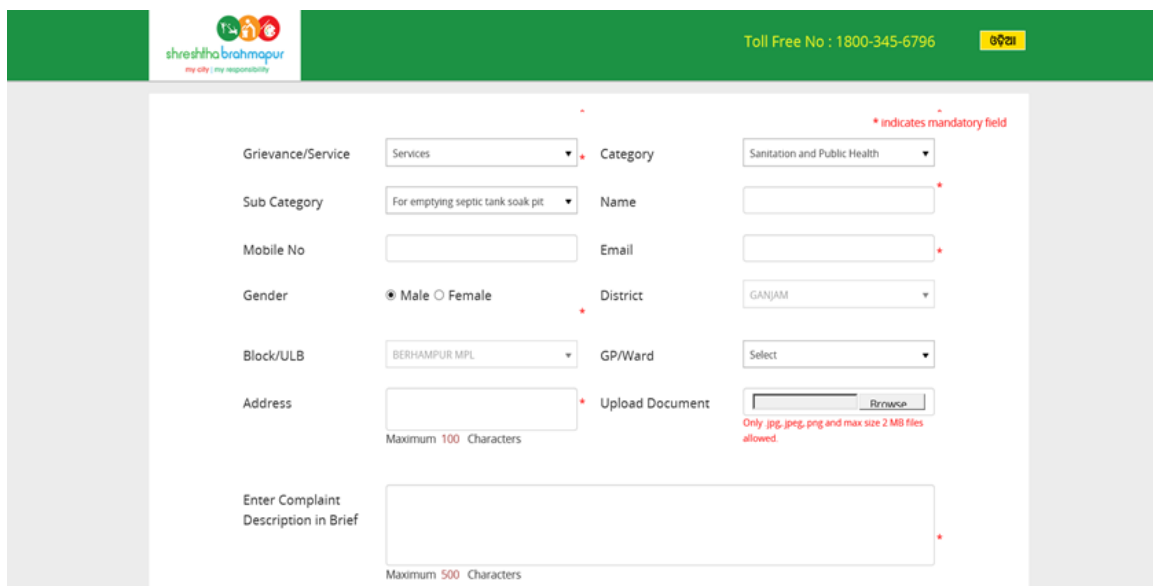 shreshtha brahmapur
my city | my responsibility
Toll Free No : 1800-345-6796
ଓଡ଼ିଆ
* indicates mandatory field
Grievance/Service Services * Category Sanitation and Public Health
Sub Category For emptying septic tank soak pit Name *
Mobile No Email *
Gender Male Female * District GANJAM
Block/ULB BERHAMPUR MPL GP/Ward Select
Address * Upload Document Browse
Maximum 100 Characters
Only jpg, jpeg, png and max size 2 MB files
allowed.
Enter Complaint
Description in Brief *
Maximum 500 Characters